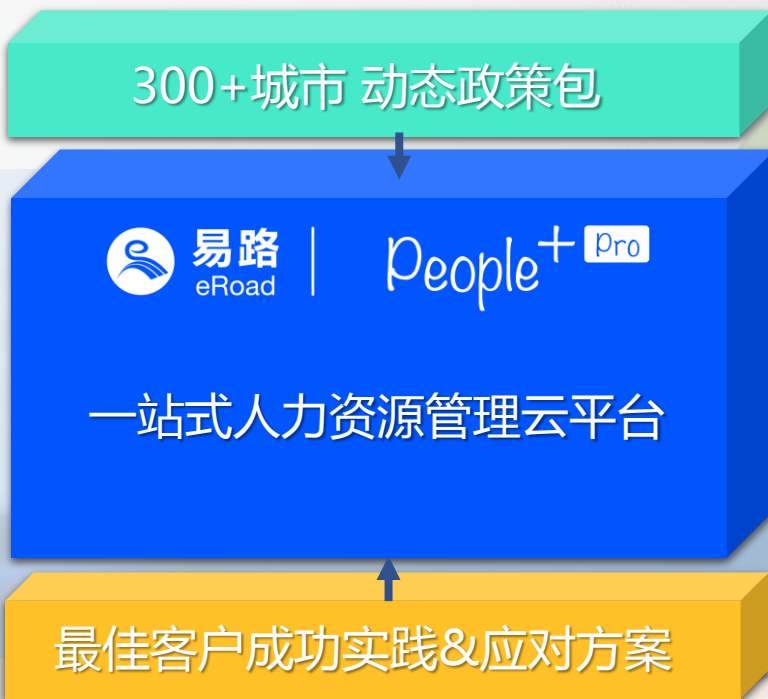 300+城市 动态政策包
易路
eRoad
People+ Pro
一站式人力资源管理云平台
最佳客户成功实践&应对方案